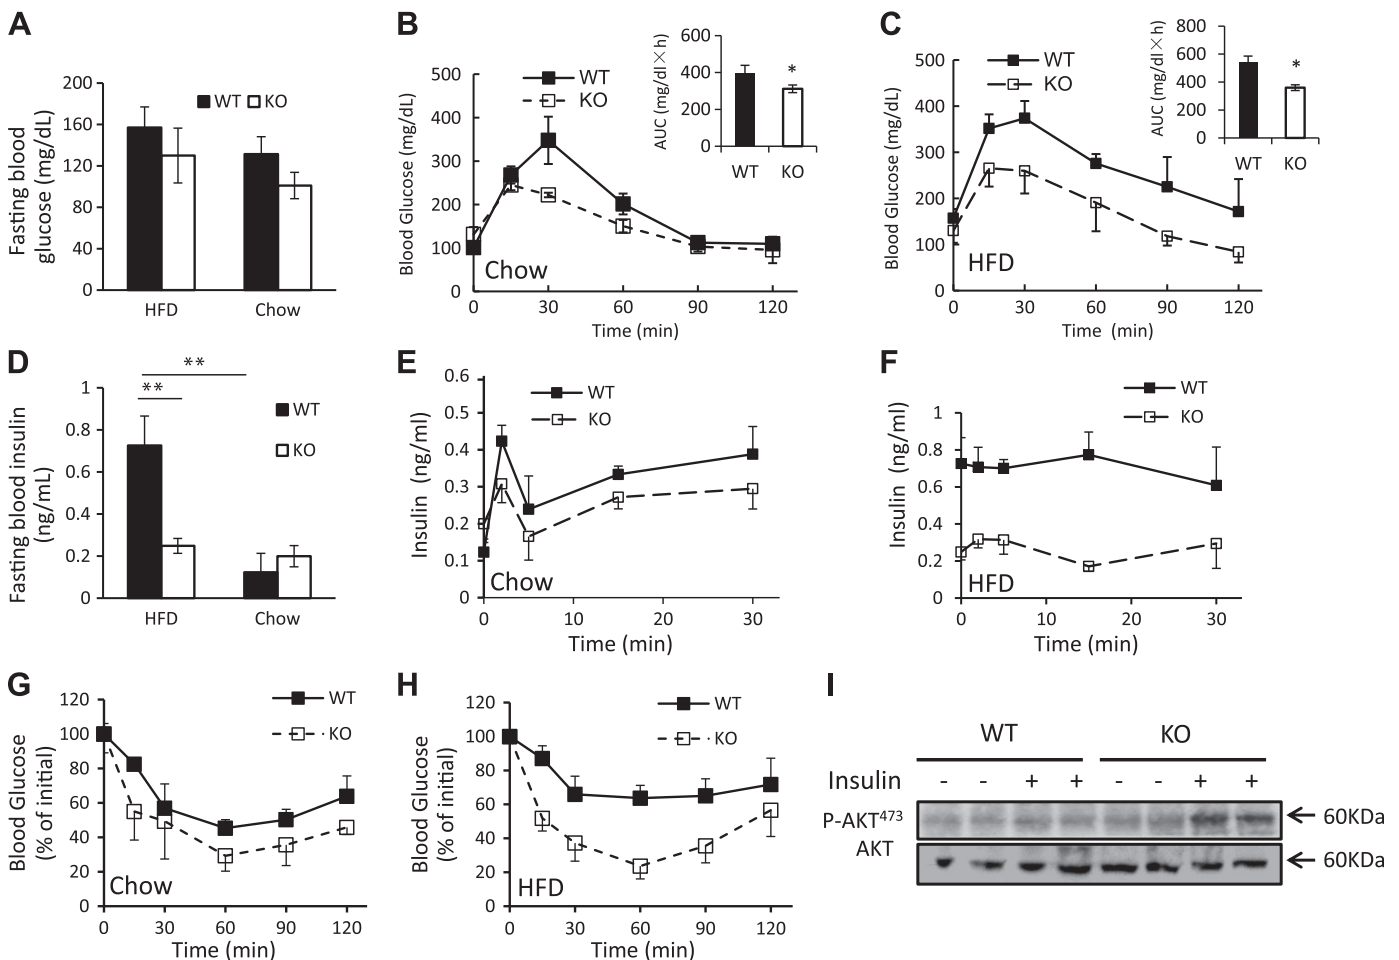 A
Fasting blood
glucose (mg/dL)
200
160
120
80
40
0
WT KO
HFD Chow
B
Blood Glucose (mg/dL)
500
400
300
200
100
0
WT
KO
Chow
0 30 60 90 120
Time (min)
AUC (mg/dl×h)
600
400
200
0
*
WT KO
C
Blood Glucose (mg/dL)
500
400
300
200
100
0
WT
KO
HFD
0 30 60 90 120
Time (min)
AUC (mg/dl×h)
800
600
400
200
0
*
WT KO
D
Fasting blood insulin
(ng/mL)
1
0.8
0.6
0.4
0.2
0
**
**
WT
KO
HFD Chow
E
Insulin (ng/ml)
0.6
0.5
0.4
0.3
0.2
0.1
0
WT
KO
Chow
0 10 20 30
Time (min)
F
Insulin (ng/ml)
1
0.8
0.6
0.4
0.2
0
WT
KO
HFD
0 10 20 30
Time (min)
G
Blood Glucose
(% of initial)
120
100
80
60
40
20
0
WT
KO
Chow
0 30 60 90 120
Time (min)
H
Blood Glucose
(% of initial)
120
100
80
60
40
20
0
WT
KO
HFD
0 30 60 90 120
Time (min)
I
WT KO
Insulin - - + + - - + +
P-AKT⁴⁷³ 60KDa
AKT 60KDa